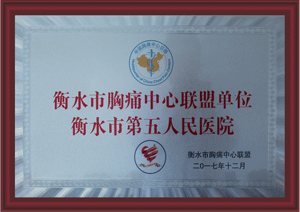 衡水市胸痛中心联盟单位
衡水市第五人民医院
衡水市胸痛中心联盟
二〇一七年十二月